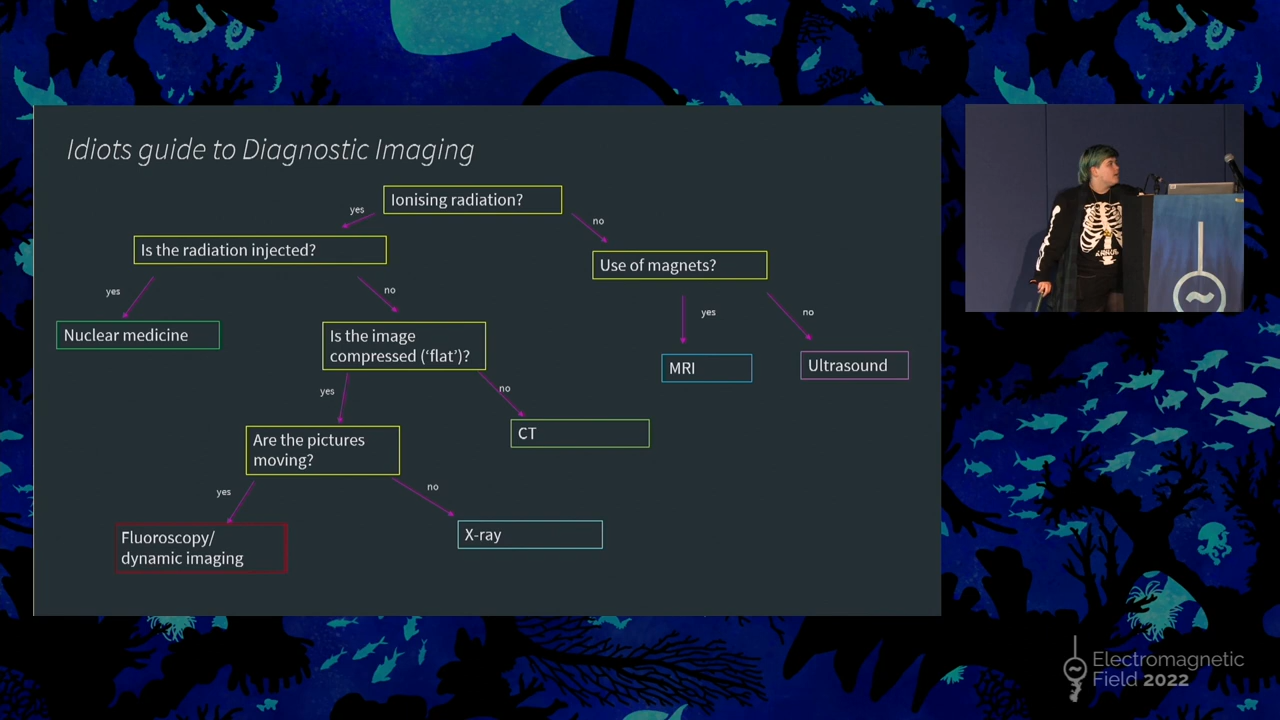 Idiots guide to Diagnostic Imaging
Ionising radiation?
yes
no
Is the radiation injected?
Use of magnets?
yes
no
yes
no
Nuclear medicine
Is the image
compressed (‘flat’)?
MRI
Ultrasound
yes
no
Are the pictures
moving?
CT
yes
no
Fluoroscopy/
dynamic imaging
X-ray
Electromagnetic
Field 2022